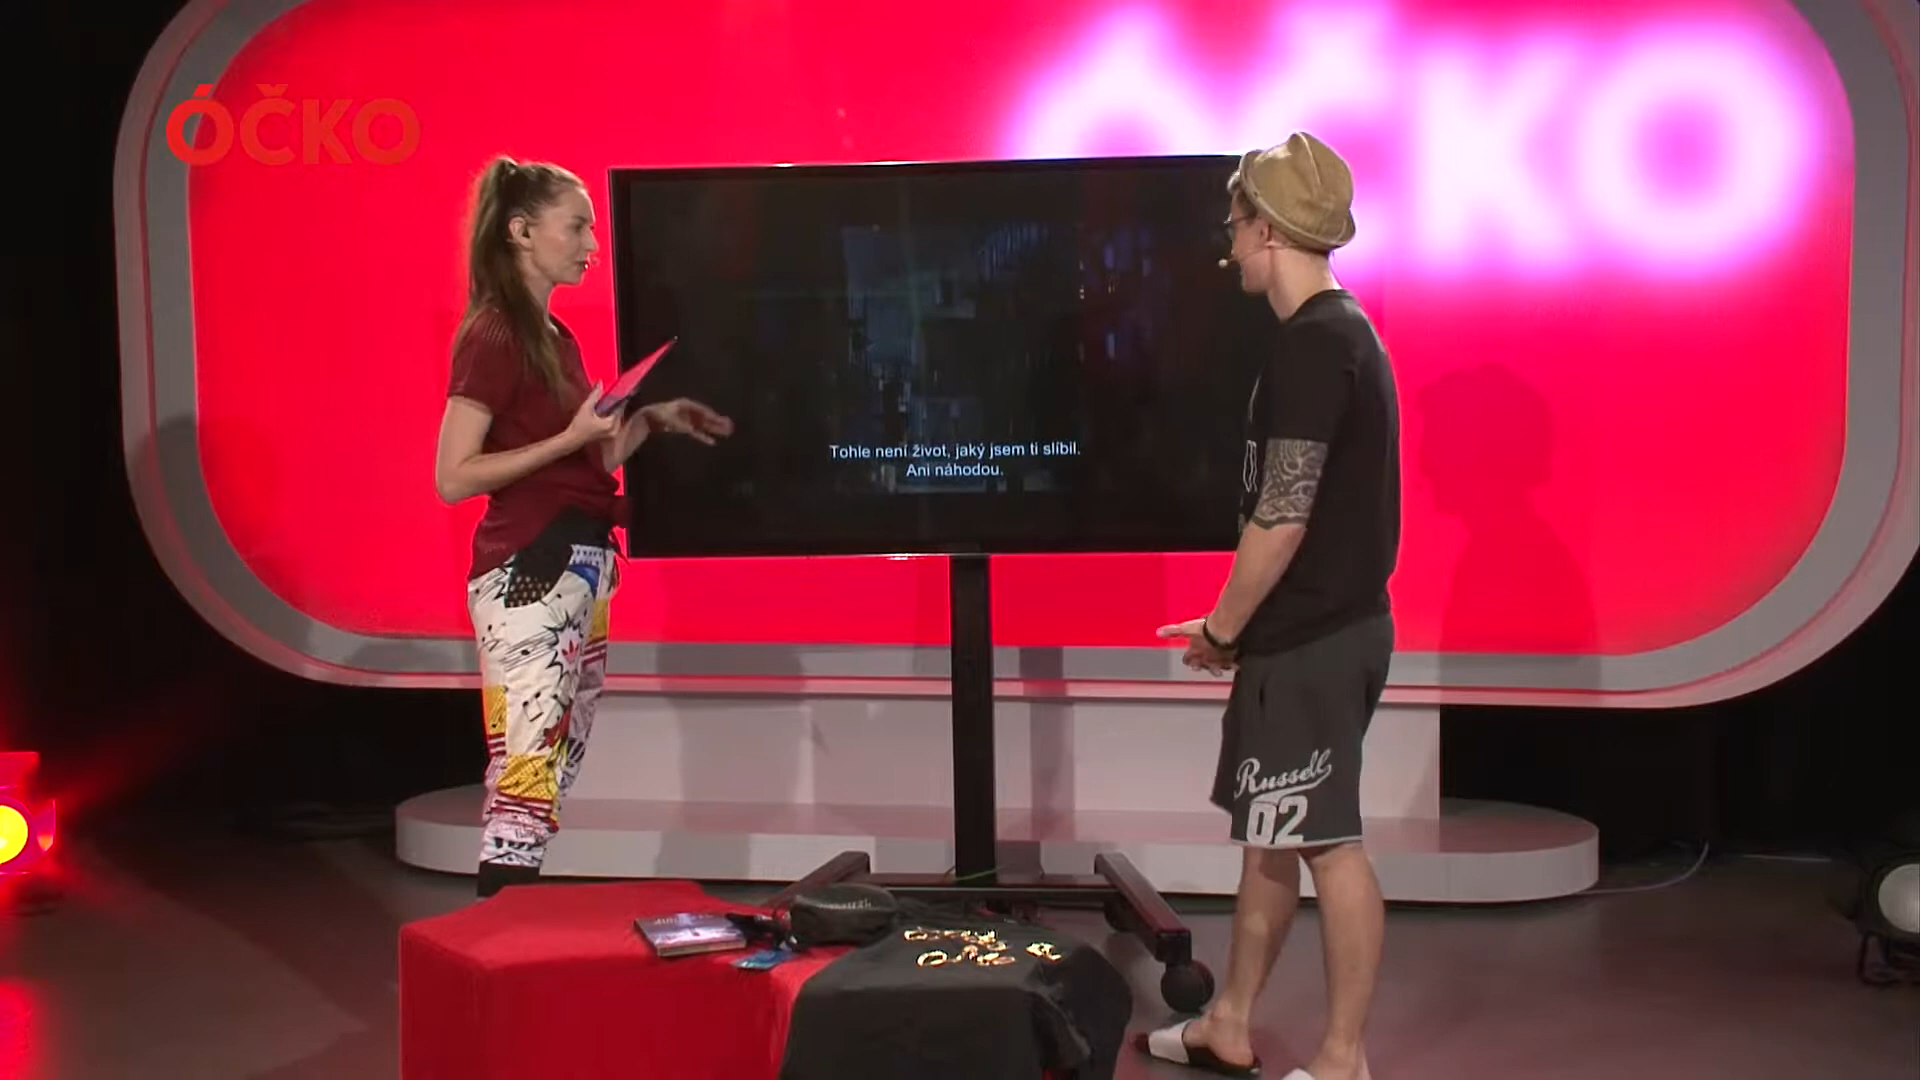 ÓČKO
ÓČKO
Tohle není život, jaký jsem ti slíbil.
Ani náhodou.
Russell
02